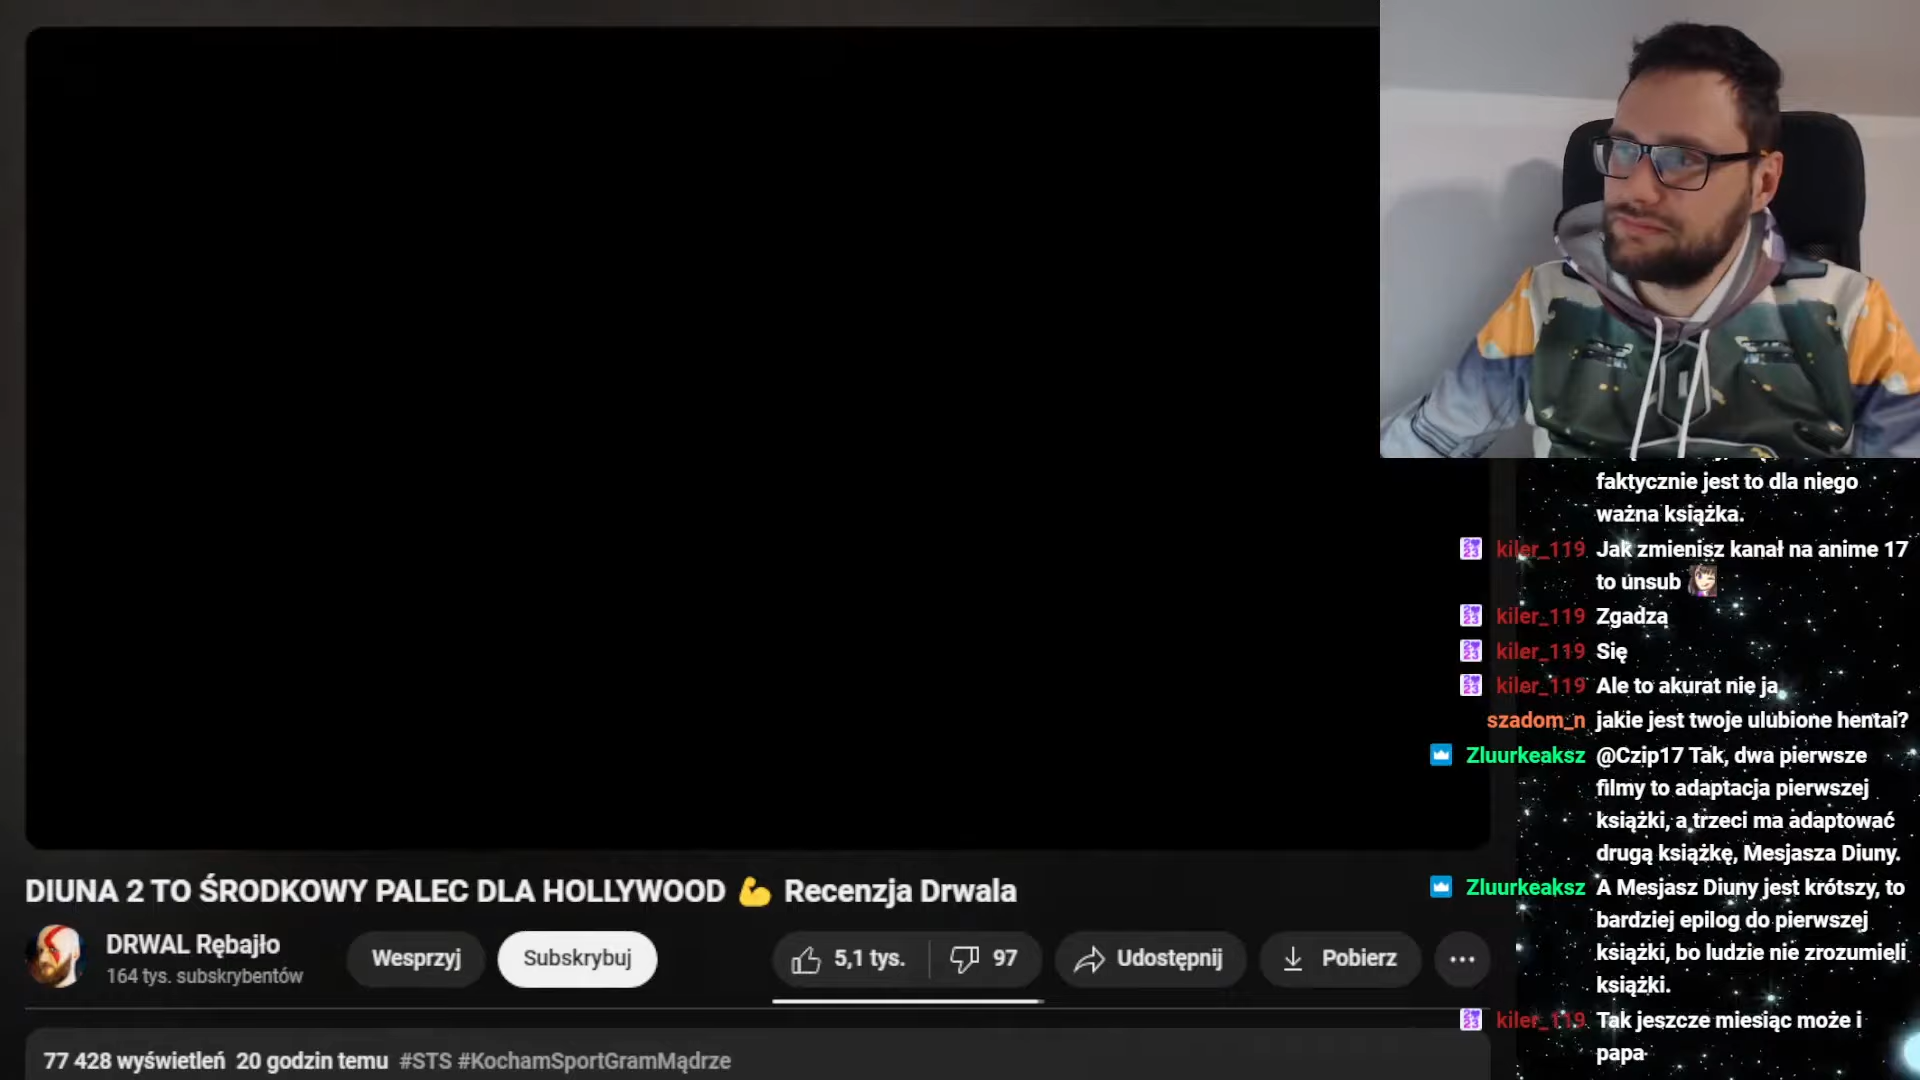 faktycznie jest to dla niego
ważna książka.
kiler_119 Jak zmienisz kanał na anime 17
to unsub
kiler_119 Zgadza
kiler_119 Się
kiler_119 Ale to akurat nie ja
szadom_n jakie jest twoje ulubione hentai?
Zluurkeaksz @Czip17 Tak, dwa pierwsze
filmy to adaptacja pierwszej
książki, a trzeci ma adaptować
drugą książkę, Mesjasza Diuny.
Zluurkeaksz A Mesjasz Diuny jest krótszy, to
bardziej epilog do pierwszej
książki, bo ludzie nie zrozumieli
książki.
kiler_119 Tak jeszcze miesiąc może i
papa
DIUNA 2 TO ŚRODKOWY PALEC DLA HOLLYWOOD 💪 Recenzja Drwala
DRWAL Rębajło
164 tys. subskrybentów
Wesprzyj
Subskrybuj
5,1 tys.
97
Udostępnij
Pobierz
77 428 wyświetleń 20 godzin temu #STS #KochamSportGramMądrze